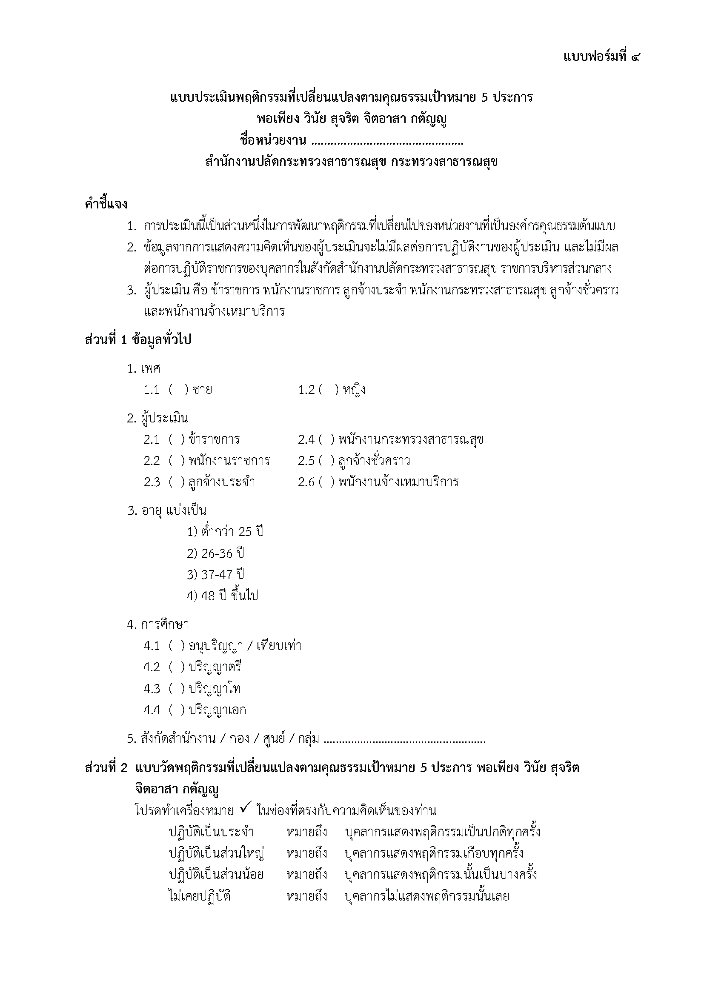 แบบฟอร์มที่ ๔
แบบประเมินพฤติกรรมที่เปลี่ยนแปลงตามคุณธรรมเป้าหมาย 5 ประการ
พอเพียง วินัย สุจริต จิตอาสา กตัญญู
ชื่อหน่วยงาน ...............................................
สำนักงานปลัดกระทรวงสาธารณสุข กระทรวงสาธารณสุข
คำชี้แจง
1. การประเมินนี้เป็นส่วนหนึ่งในการพัฒนาพฤติกรรมที่เปลี่ยนไปของหน่วยงานที่เป็นองค์กรคุณธรรมต้นแบบ
2. ข้อมูลจากการแสดงความคิดเห็นของผู้ประเมินจะไม่มีผลต่อการปฏิบัติงานของผู้ประเมิน และไม่มีผล
ต่อการปฏิบัติราชการของบุคลากรในสังกัดสำนักงานปลัดกระทรวงสาธารณสุข ราชการบริหารส่วนกลาง
3. ผู้ประเมิน คือ ข้าราชการ พนักงานราชการ ลูกจ้างประจำ พนักงานกระทรวงสาธารณสุข ลูกจ้างชั่วคราว
และพนักงานจ้างเหมาบริการ
ส่วนที่ 1 ข้อมูลทั่วไป
1. เพศ
1.1 ( ) ชาย 1.2 ( ) หญิง
2. ผู้ประเมิน
2.1 ( ) ข้าราชการ 2.4 ( ) พนักงานกระทรวงสาธารณสุข
2.2 ( ) พนักงานราชการ 2.5 ( ) ลูกจ้างชั่วคราว
2.3 ( ) ลูกจ้างประจำ 2.6 ( ) พนักงานจ้างเหมาบริการ
3. อายุ แบ่งเป็น
1) ต่ำกว่า 25 ปี
2) 26-36 ปี
3) 37-47 ปี
4) 48 ปี ขึ้นไป
4. การศึกษา
4.1 ( ) อนุปริญญา / เทียบเท่า
4.2 ( ) ปริญญาตรี
4.3 ( ) ปริญญาโท
4.4 ( ) ปริญญาเอก
5. สังกัดสำนักงาน / กอง / ศูนย์ / กลุ่ม .....................................................
ส่วนที่ 2 แบบวัดพฤติกรรมที่เปลี่ยนแปลงตามคุณธรรมเป้าหมาย 5 ประการ พอเพียง วินัย สุจริต
จิตอาสา กตัญญู
โปรดทำเครื่องหมาย ✓ ในช่องที่ตรงกับความคิดเห็นของท่าน
ปฏิบัติเป็นประจำ หมายถึง บุคลากรแสดงพฤติกรรมเป็นปกติทุกครั้ง
ปฏิบัติเป็นส่วนใหญ่ หมายถึง บุคลากรแสดงพฤติกรรมเกือบทุกครั้ง
ปฏิบัติเป็นส่วนน้อย หมายถึง บุคลากรแสดงพฤติกรรมนั้นเป็นบางครั้ง
ไม่เคยปฏิบัติ หมายถึง บุคลากรไม่แสดงพฤติกรรมนั้นเลย